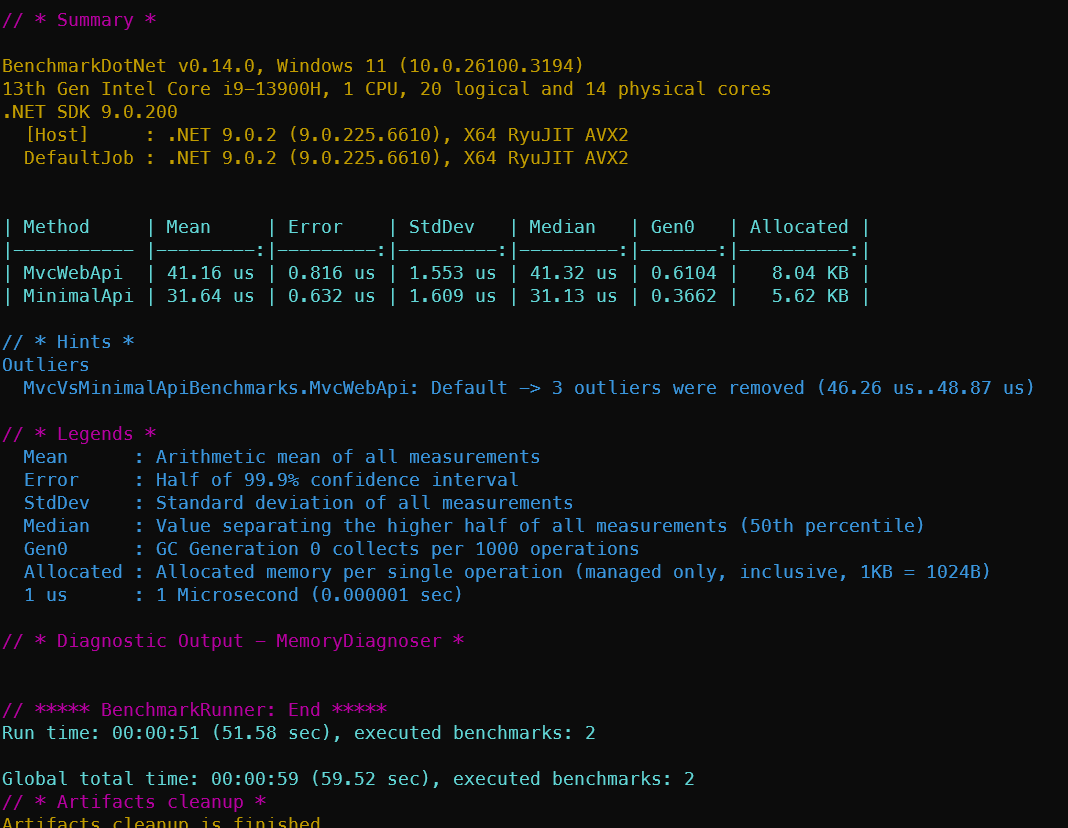 // * Summary *
BenchmarkDotNet v0.14.0, Windows 11 (10.0.26100.3194)
13th Gen Intel Core i9-13900H, 1 CPU, 20 logical and 14 physical cores
.NET SDK 9.0.200
  [Host]     : .NET 9.0.2 (9.0.225.6610), X64 RyuJIT AVX2
  DefaultJob : .NET 9.0.2 (9.0.225.6610), X64 RyuJIT AVX2
| Method     | Mean     | Error    | StdDev   | Median   | Gen0   | Allocated |
|----------- |---------:|---------:|---------:|---------:|-------:|----------:|
| MvcWebApi  | 41.16 us | 0.816 us | 1.553 us | 41.32 us | 0.6104 |   8.04 KB |
| MinimalApi | 31.64 us | 0.632 us | 1.609 us | 31.13 us | 0.3662 |   5.62 KB |
// * Hints *
Outliers
  MvcVsMinimalApiBenchmarks.MvcWebApi: Default -> 3 outliers were removed (46.26 us..48.87 us)
// * Legends *
  Mean      : Arithmetic mean of all measurements
  Error     : Half of 99.9% confidence interval
  StdDev    : Standard deviation of all measurements
  Median    : Value separating the higher half of all measurements (50th percentile)
  Gen0      : GC Generation 0 collects per 1000 operations
  Allocated : Allocated memory per single operation (managed only, inclusive, 1KB = 1024B)
  1 us      : 1 Microsecond (0.000001 sec)
// * Diagnostic Output - MemoryDiagnoser *
// ***** BenchmarkRunner: End *****
Run time: 00:00:51 (51.58 sec), executed benchmarks: 2
Global total time: 00:00:59 (59.52 sec), executed benchmarks: 2
// * Artifacts cleanup *
Artifacts cleanup is finished